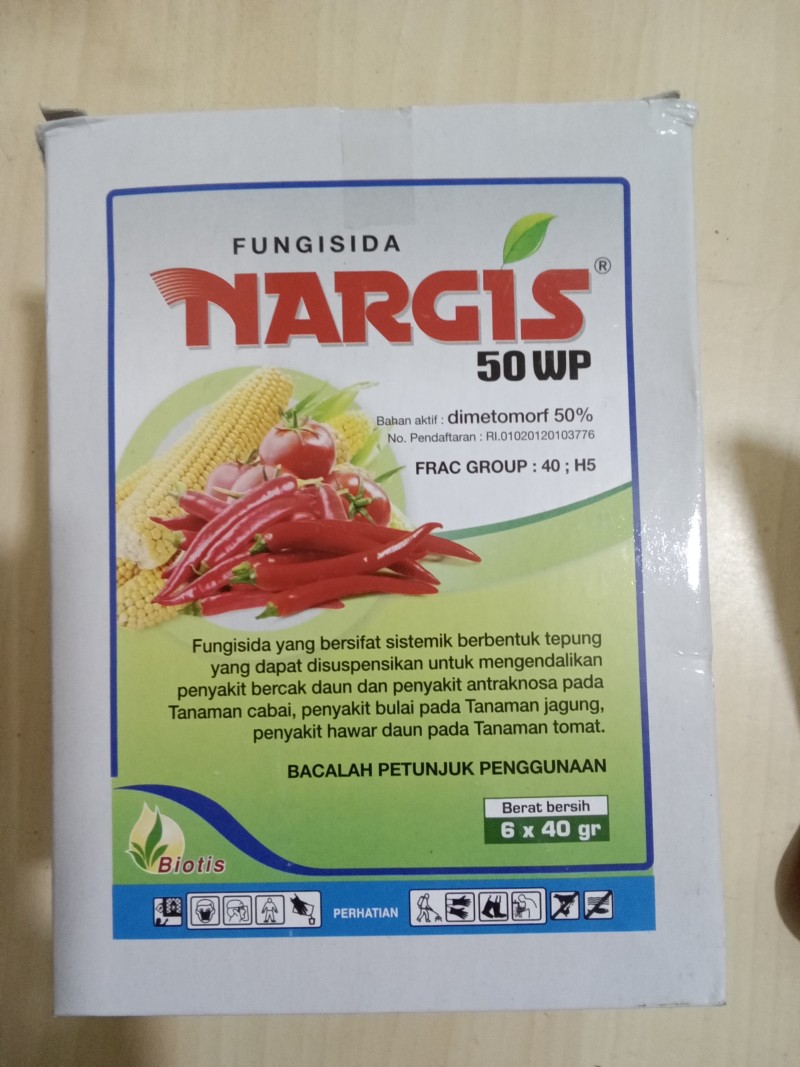 FUNGISIDA
NARGIS®
50 WP
Bahan aktif : dimetomorf 50%
No. Pendaftaran : RI.01020120103776
FRAC GROUP : 40 ; H5
Fungisida yang bersifat sistemik berbentuk tepung
yang dapat disuspensikan untuk mengendalikan
penyakit bercak daun dan penyakit antraknosa pada
Tanaman cabai, penyakit bulai pada Tanaman jagung,
penyakit hawar daun pada Tanaman tomat.
BACALAH PETUNJUK PENGGUNAAN
Berat bersih
6 x 40 gr
Biotis
PERHATIAN